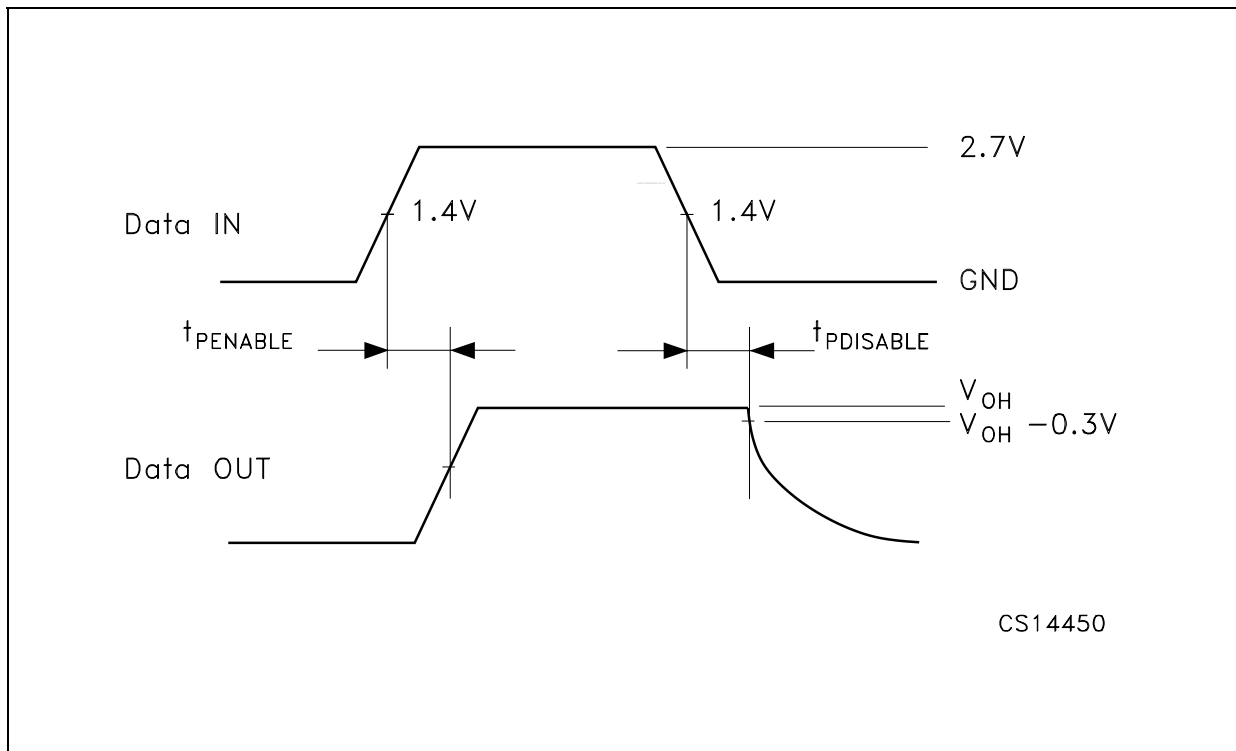 2.7V
Data IN
1.4V
1.4V
GND
tPENABLE
tPDISABLE
VOH
VOH -0.3V
Data OUT
CS14450